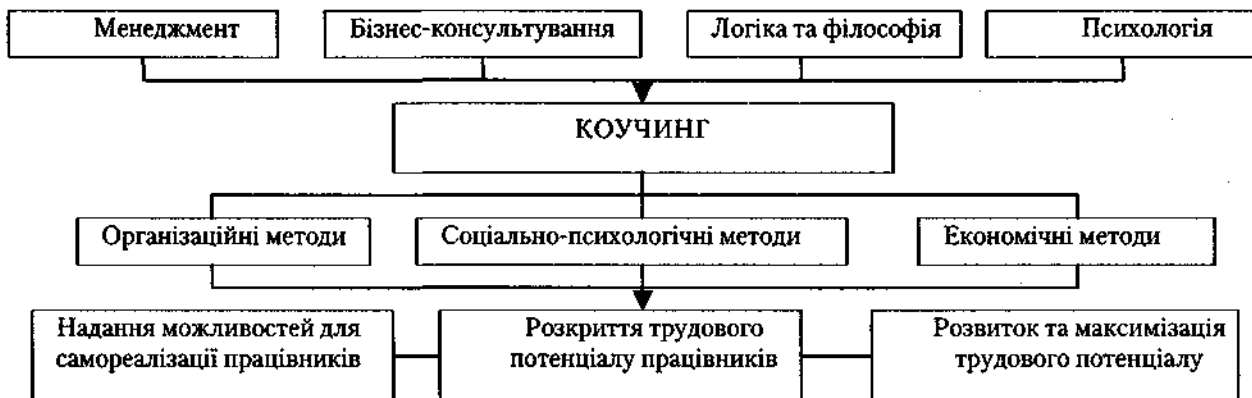 Менеджмент
Бізнес-консультування
Логіка та філософія
Психологія
КОУЧИНГ
Організаційні методи
Соціально-психологічні методи
Економічні методи
Надання можливостей для
самореалізації працівників
Розкриття трудового
потенціалу працівників
Розвиток та максимізація
трудового потенціалу